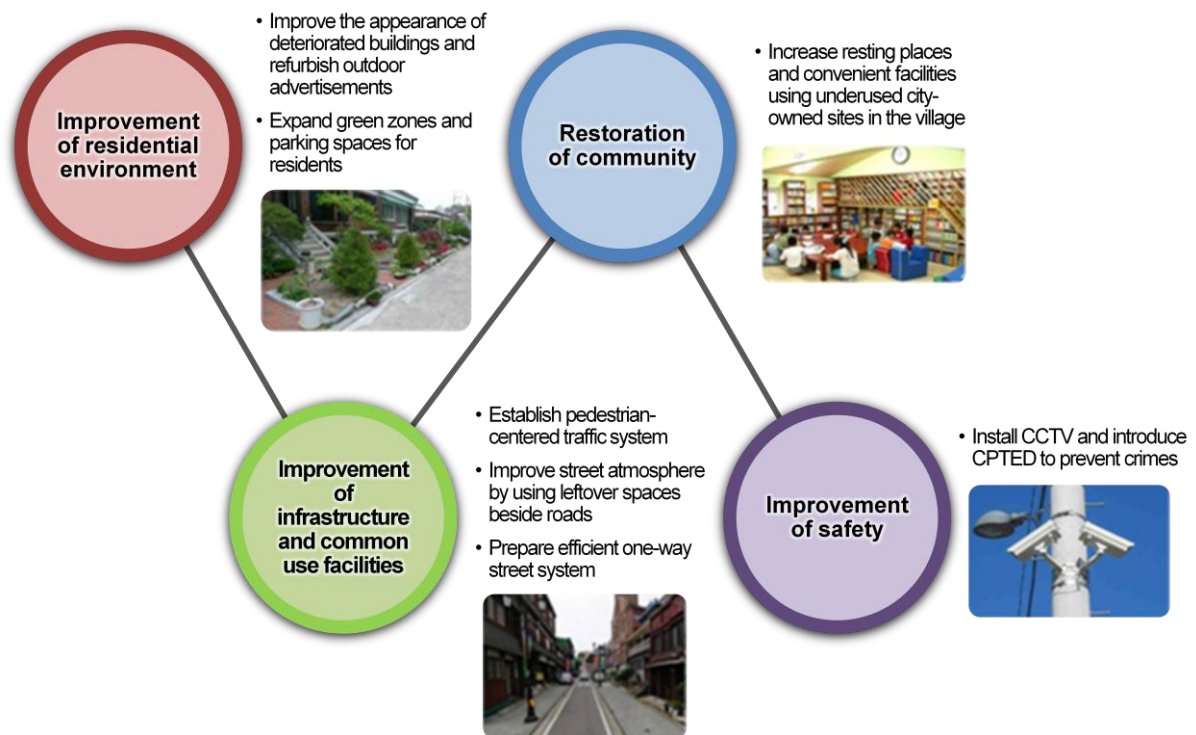 Improvement
of residential
environment
• Improve the appearance of
deteriorated buildings and
refurbish outdoor
advertisements
• Expand green zones and
parking spaces for
residents
Restoration
of community
• Increase resting places
and convenient facilities
using underused city-
owned sites in the village
Improvement
of
infrastructure
and common
use facilities
• Establish pedestrian-
centered traffic system
• Improve street atmosphere
by using leftover spaces
beside roads
• Prepare efficient one-way
street system
Improvement
of safety
• Install CCTV and introduce
CPTED to prevent crimes